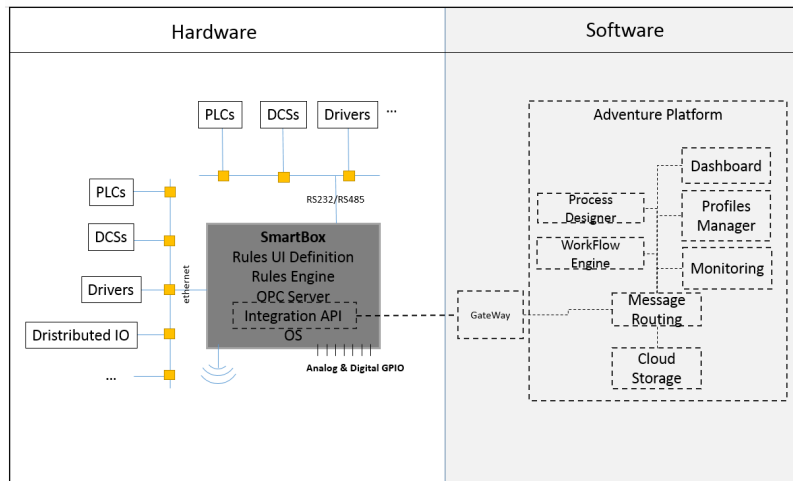 Hardware
Software
PLCs
DCSs
Drivers
...
RS232/RS485
PLCs
DCSs
Drivers
Dristributed IO
...
ethernet
SmartBox
Rules UI Definition
Rules Engine
OPC Server
Integration API
OS
Analog & Digital GPIO
GateWay
Adventure Platform
Dashboard
Process
Designer
Profiles
Manager
WorkFlow
Engine
Monitoring
Message
Routing
Cloud
Storage